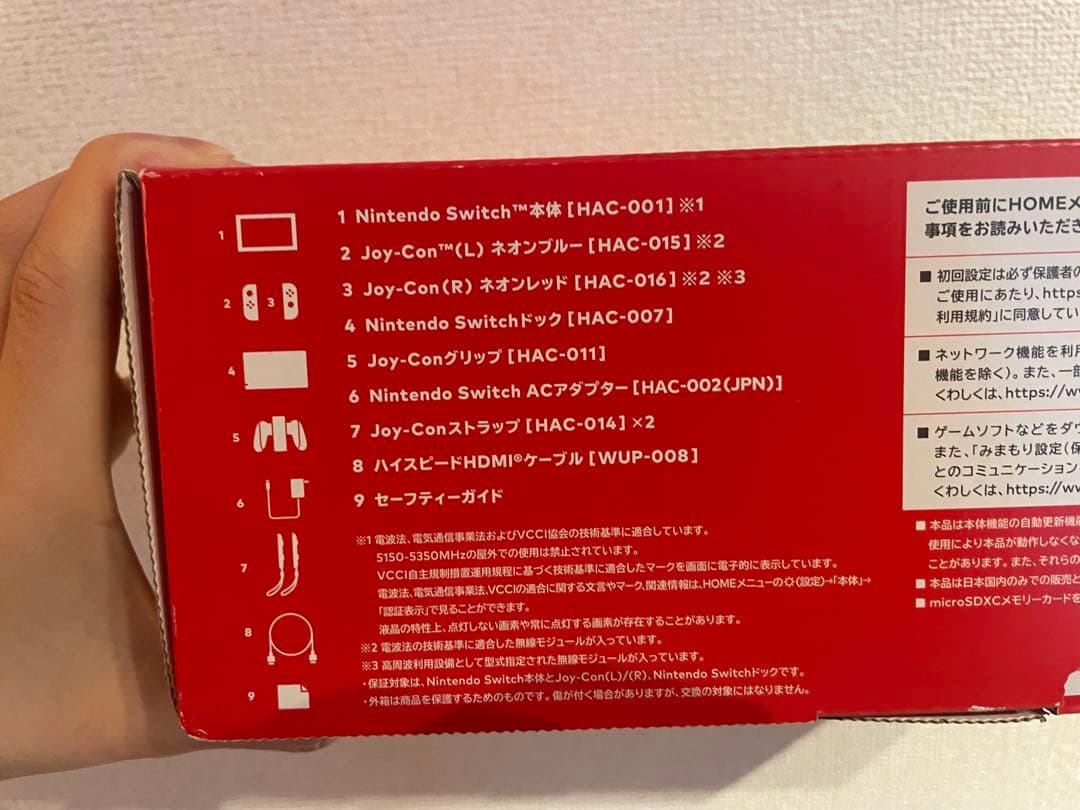 1 Nintendo Switch™本体 [HAC-001] ※1
2 Joy-Con™(L) ネオンブルー [HAC-015] ※2
3 Joy-Con(R) ネオンレッド [HAC-016] ※2 ※3
4 Nintendo Switchドック [HAC-007]
5 Joy-Conグリップ [HAC-011]
6 Nintendo Switch ACアダプター [HAC-002(JPN)]
7 Joy-Conストラップ [HAC-014] ×2
8 ハイスピードHDMI®ケーブル [WUP-008]
9 セーフティーガイド
1
2
3
4
5
6
7
8
9
※1 電波法、電気通信事業法およびVCCI協会の技術基準に適合しています。
5150-5350MHzの屋外での使用は禁止されています。
VCCI自主規制措置運用規程に基づく技術基準に適合したマークを画面に電子的に表示しています。
電波法、電気通信事業法、VCCIの適合に関する文言やマーク、関連情報は、HOMEメニューの(設定)→「本体」→
「認証表示」で見ることができます。
液晶の特性上、点灯しない画素や常に点灯する画素が存在することがあります。
※2 電波法の技術基準に適合した無線モジュールが入っています。
※3 高周波利用設備として型式指定された無線モジュールが入っています。
・保証対象は、Nintendo Switch本体とJoy-Con(L)/(R)、Nintendo Switchドックです。
・外箱は商品を保護するためのものです。傷が付く場合がありますが、交換の対象にはなりません。
ご使用前にHOMEメ
事項をお読みいただき
■ 初回設定は必ず保護者の
ご使用にあたり、https
利用規約」に同意してい
■ ネットワーク機能を利用
機能を除く)。また、一部
くわしくは、https://w
■ ゲームソフトなどをダウ
また、「みまもり設定(保
とのコミュニケーション
くわしくは、https://w
■ 本品は本体機能の自動更新機能
使用により本品が動作しなくな
ことがあります。また、それらの
■ 本品は日本国内のみでの販売と
■ microSDXCメモリーカードを